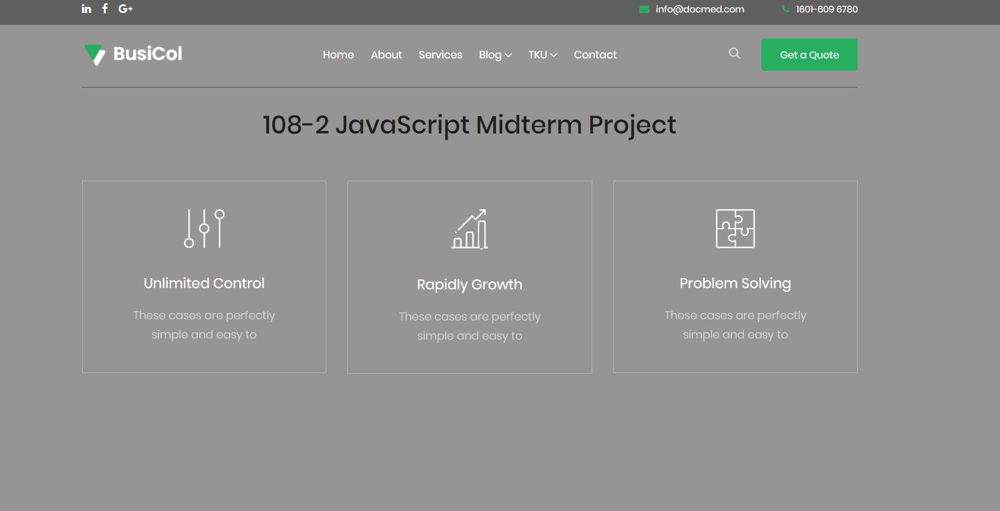 info@docmed.com 1601-609 6780
BusiCol Home About Services Blog TKU Contact Get a Quote
108-2 JavaScript Midterm Project
Unlimited Control
These cases are perfectly
simple and easy to
Rapidly Growth
These cases are perfectly
simple and easy to
Problem Solving
These cases are perfectly
simple and easy to